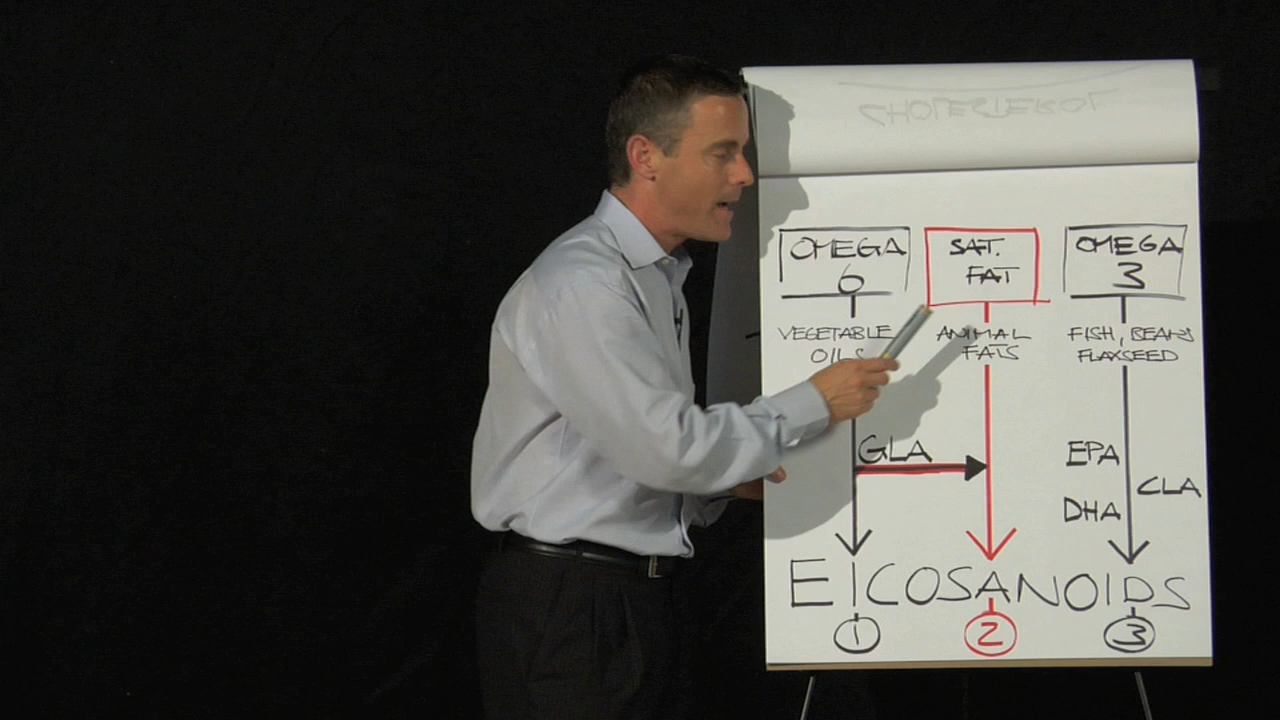 CHOLESTEROL
OMEGA
6
SAT.
FAT
OMEGA
3
VEGETABLE
OILS
ANIMAL
FATS
FISH, BEANS
FLAXSEED
GLA
EPA
CLA
DHA
EICOSANOIDS
1
2
3